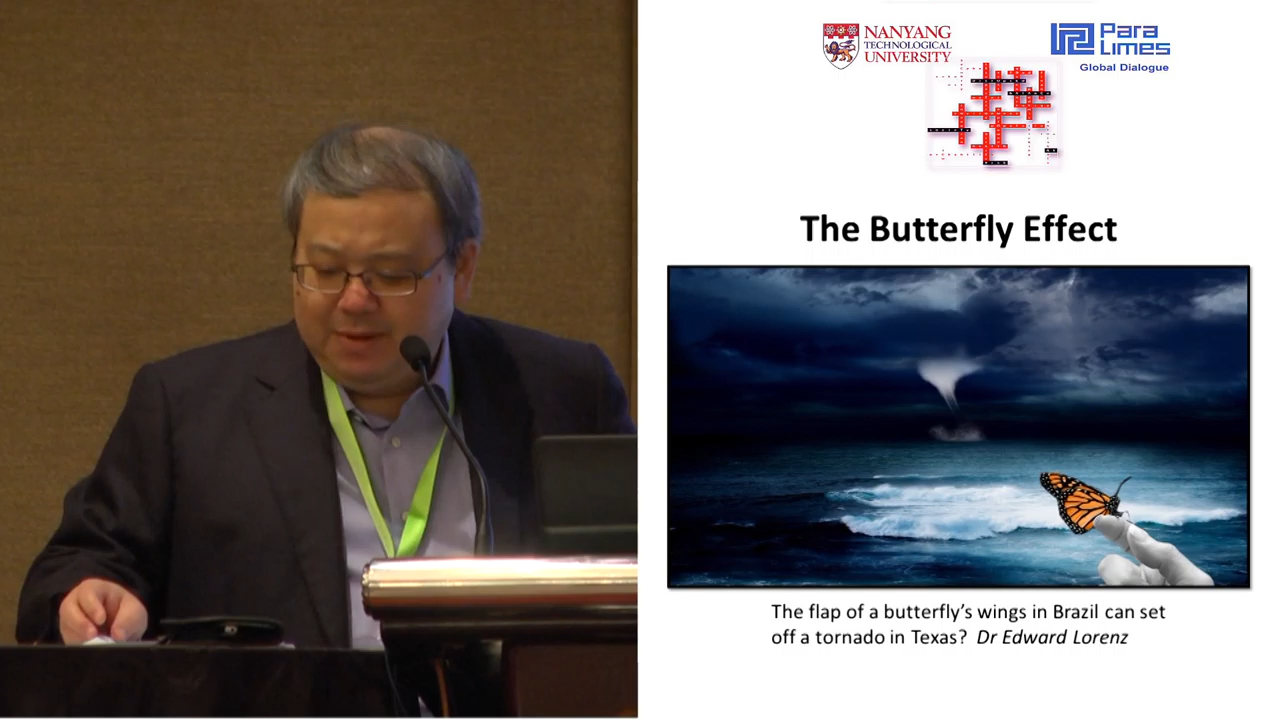 NANYANG
TECHNOLOGICAL
UNIVERSITY
Para
Limes
Global Dialogue
The Butterfly Effect
The flap of a butterfly's wings in Brazil can set
off a tornado in Texas? Dr Edward Lorenz